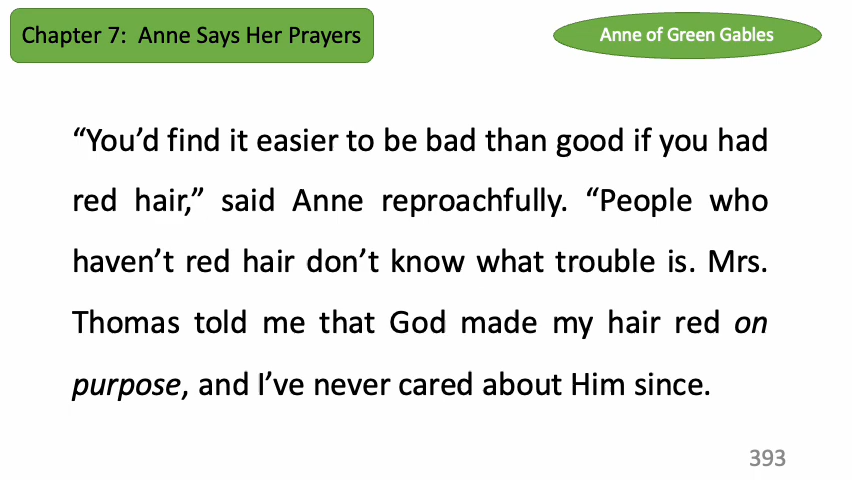 Chapter 7:  Anne Says Her Prayers
Anne of Green Gables
“You’d find it easier to be bad than good if you had
red hair,” said Anne reproachfully. “People who
haven’t red hair don’t know what trouble is. Mrs.
Thomas told me that God made my hair red on
purpose, and I’ve never cared about Him since.
393